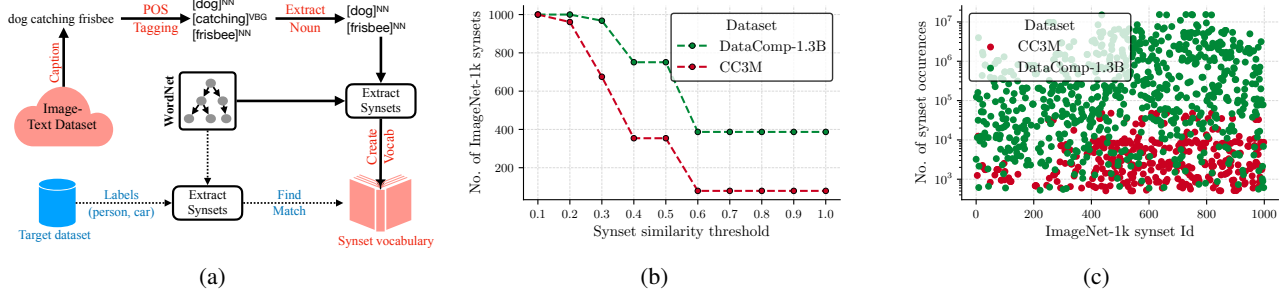 dog catching frisbee
POS
Tagging
[dog]NN
[catching]VBG
[frisbee]NN
Extract
Noun
[dog]NN
[frisbee]NN
Caption
Image-
Text Dataset
WordNet
Extract
Synsets
Create
Vocab
Labels
(person, car)
Extract
Synsets
Find
Match
Target dataset
Synset vocabulary
(a)
No. of ImageNet-1k synsets
1000
800
600
400
200
Dataset
DataComp-1.3B
CC3M
0.1 0.2 0.3 0.4 0.5 0.6 0.7 0.8 0.9 1.0
Synset similarity threshold
(b)
No. of synset occurences
10^7
10^6
10^5
10^4
10^3
Dataset
CC3M
DataComp-1.3B
0 200 400 600 800 1000
ImageNet-1k synset Id
(c)